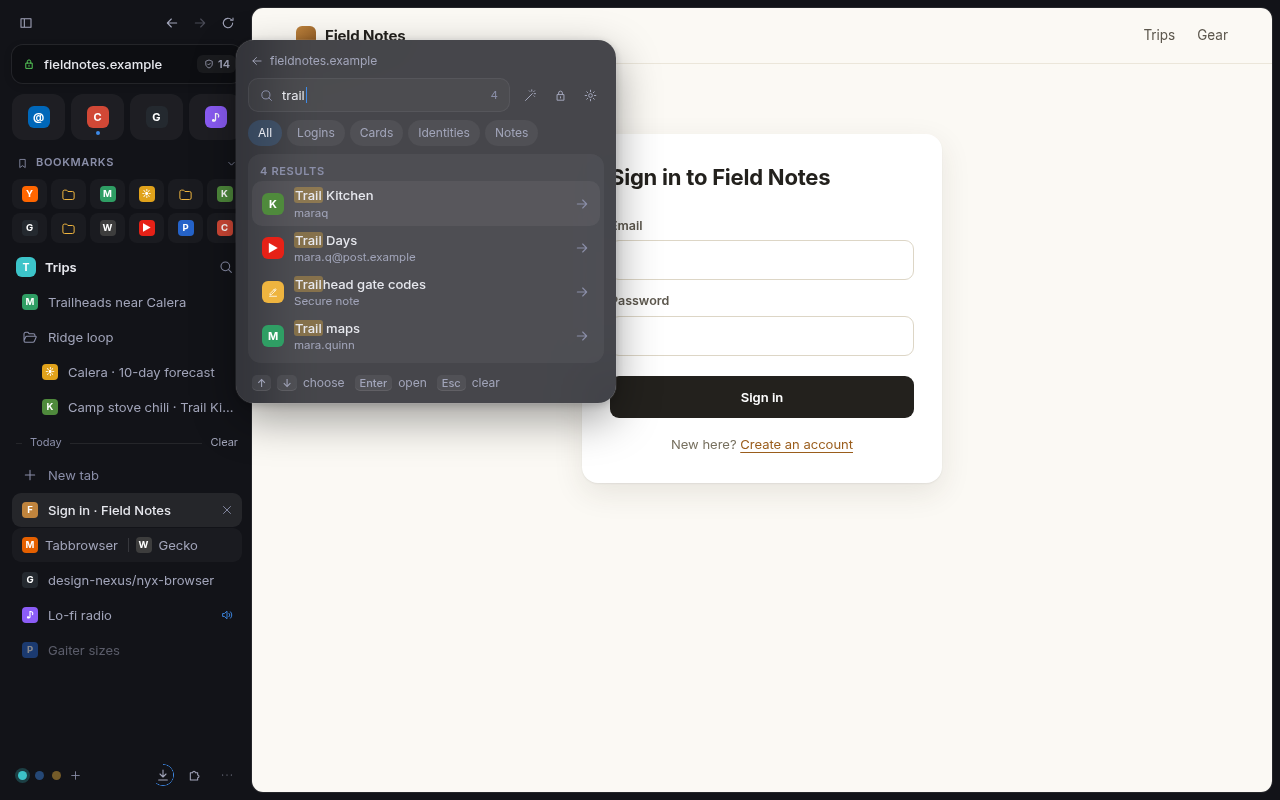 fieldnotes.example
14
@
C
G
BOOKMARKS
Y
M
K
G
W
P
C
T
Trips
M
Trailheads near Calera
Ridge loop
Calera · 10-day forecast
K
Camp stove chili · Trail Ki...
Today
Clear
New tab
F
Sign in · Field Notes
M
Tabbrowser
W
Gecko
G
design-nexus/nyx-browser
Lo-fi radio
P
Gaiter sizes
fieldnotes.example
trail
4
All
Logins
Cards
Identities
Notes
4 RESULTS
K
Trail Kitchen
maraq
Trail Days
mara.q@post.example
Trailhead gate codes
Secure note
M
Trail maps
mara.quinn
choose
Enter
open
Esc
clear
Field Notes
Trips
Gear
Sign in to Field Notes
Email
Password
Sign in
New here? Create an account